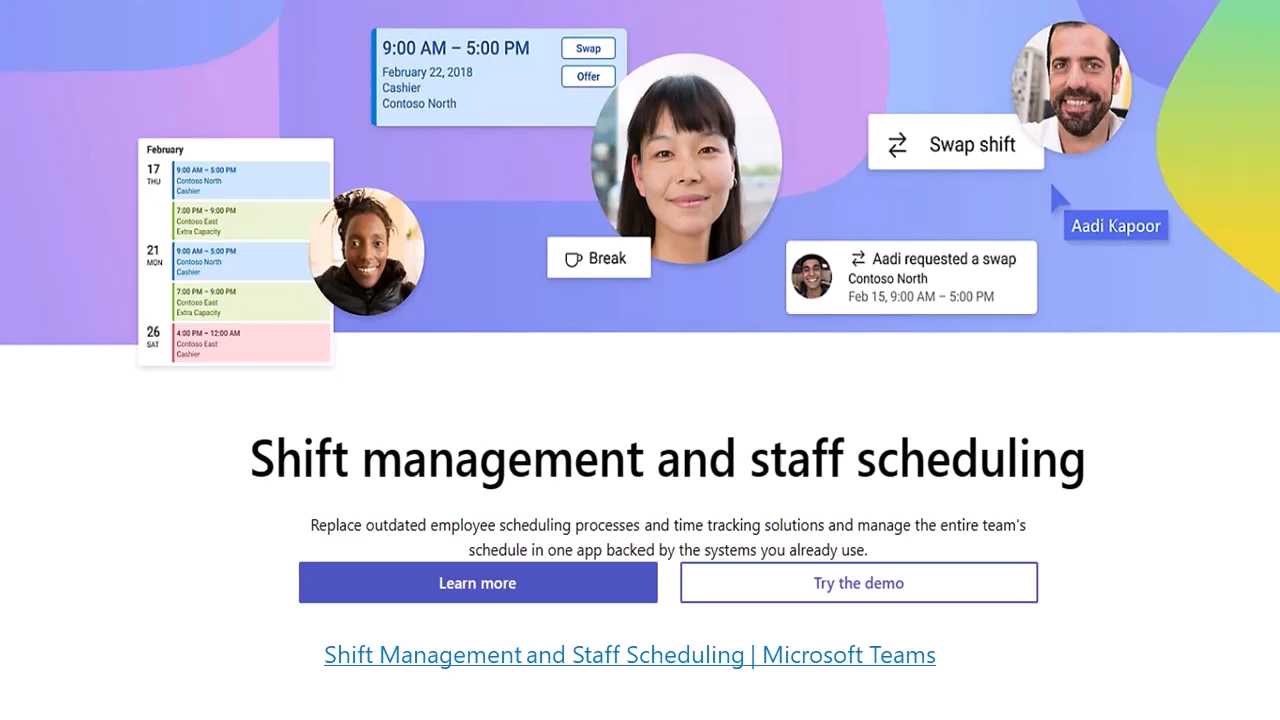 9:00 AM – 5:00 PM
Swap
February 22, 2018
Offer
Cashier
Contoso North
Swap shift
February
17
THU
9:00 AM – 5:00 PM
Contoso North
Cashier
7:00 PM – 9:00 PM
Contoso East
Extra Capacity
21
MON
9:00 AM – 5:00 PM
Contoso North
Cashier
7:00 PM – 9:00 PM
Contoso East
Extra Capacity
26
SAT
4:00 PM – 12:00 AM
Contoso East
Cashier
Break
Aadi Kapoor
Aadi requested a swap
Contoso North
Feb 15, 9:00 AM – 5:00 PM
Shift management and staff scheduling
Replace outdated employee scheduling processes and time tracking solutions and manage the entire team's
schedule in one app backed by the systems you already use.
Learn more
Try the demo
Shift Management and Staff Scheduling | Microsoft Teams